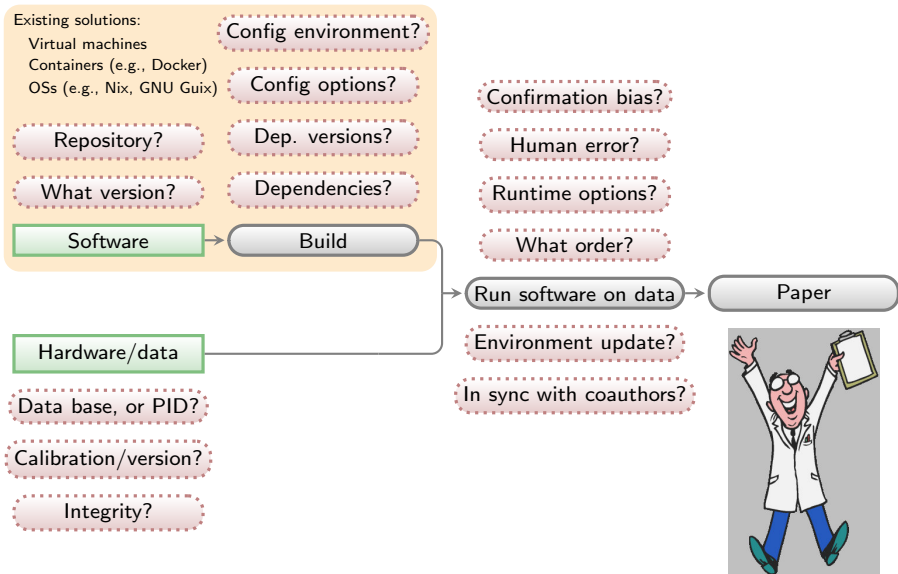 Existing solutions:
Virtual machines
Containers (e.g., Docker)
OSs (e.g., Nix, GNU Guix)
Config environment?
Config options?
Repository?
Dep. versions?
What version?
Dependencies?
Software
Build
Confirmation bias?
Human error?
Runtime options?
What order?
Run software on data
Paper
Hardware/data
Environment update?
In sync with coauthors?
Data base, or PID?
Calibration/version?
Integrity?